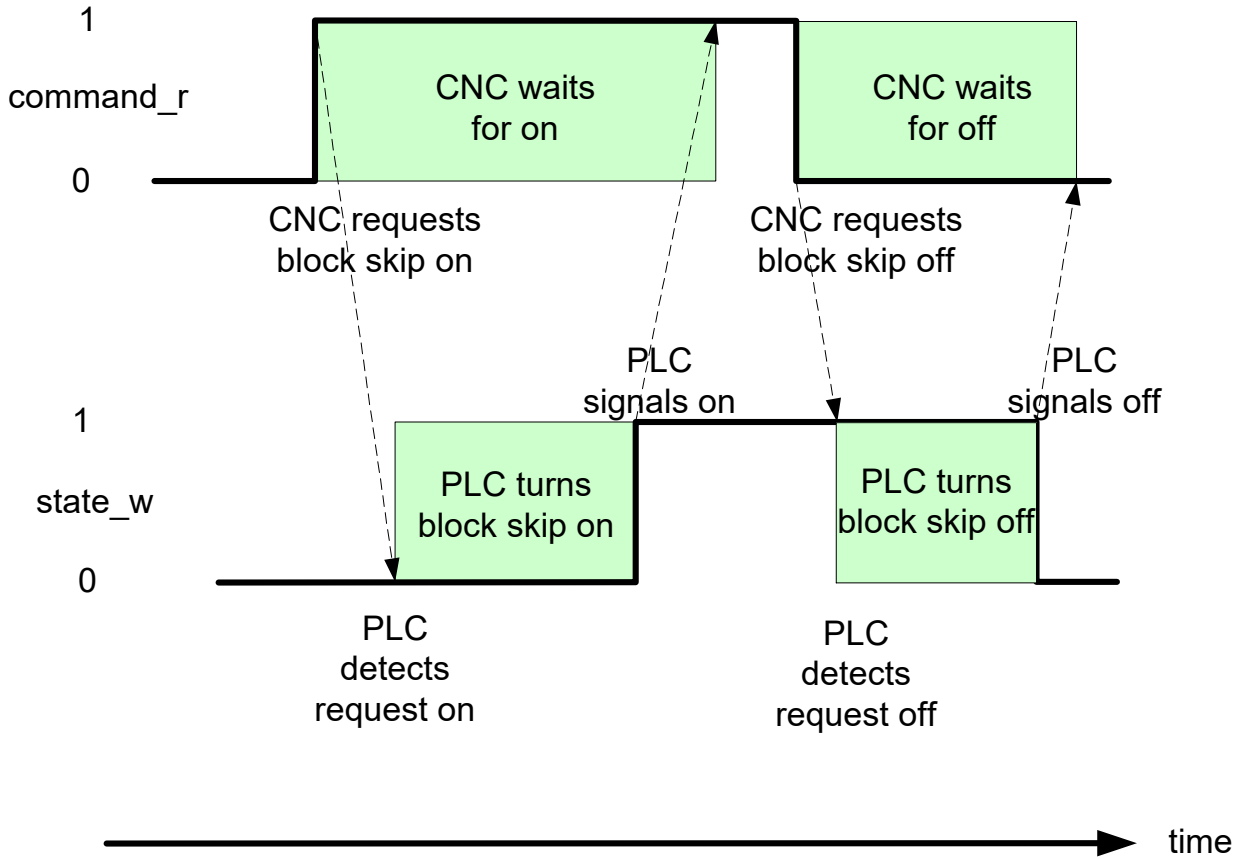 1
command_r
0
CNC waits
for on
CNC waits
for off
CNC requests
block skip on
CNC requests
block skip off
PLC
signals on
PLC
signals off
1
state_w
0
PLC turns
block skip on
PLC turns
block skip off
PLC
detects
request on
PLC
detects
request off
time